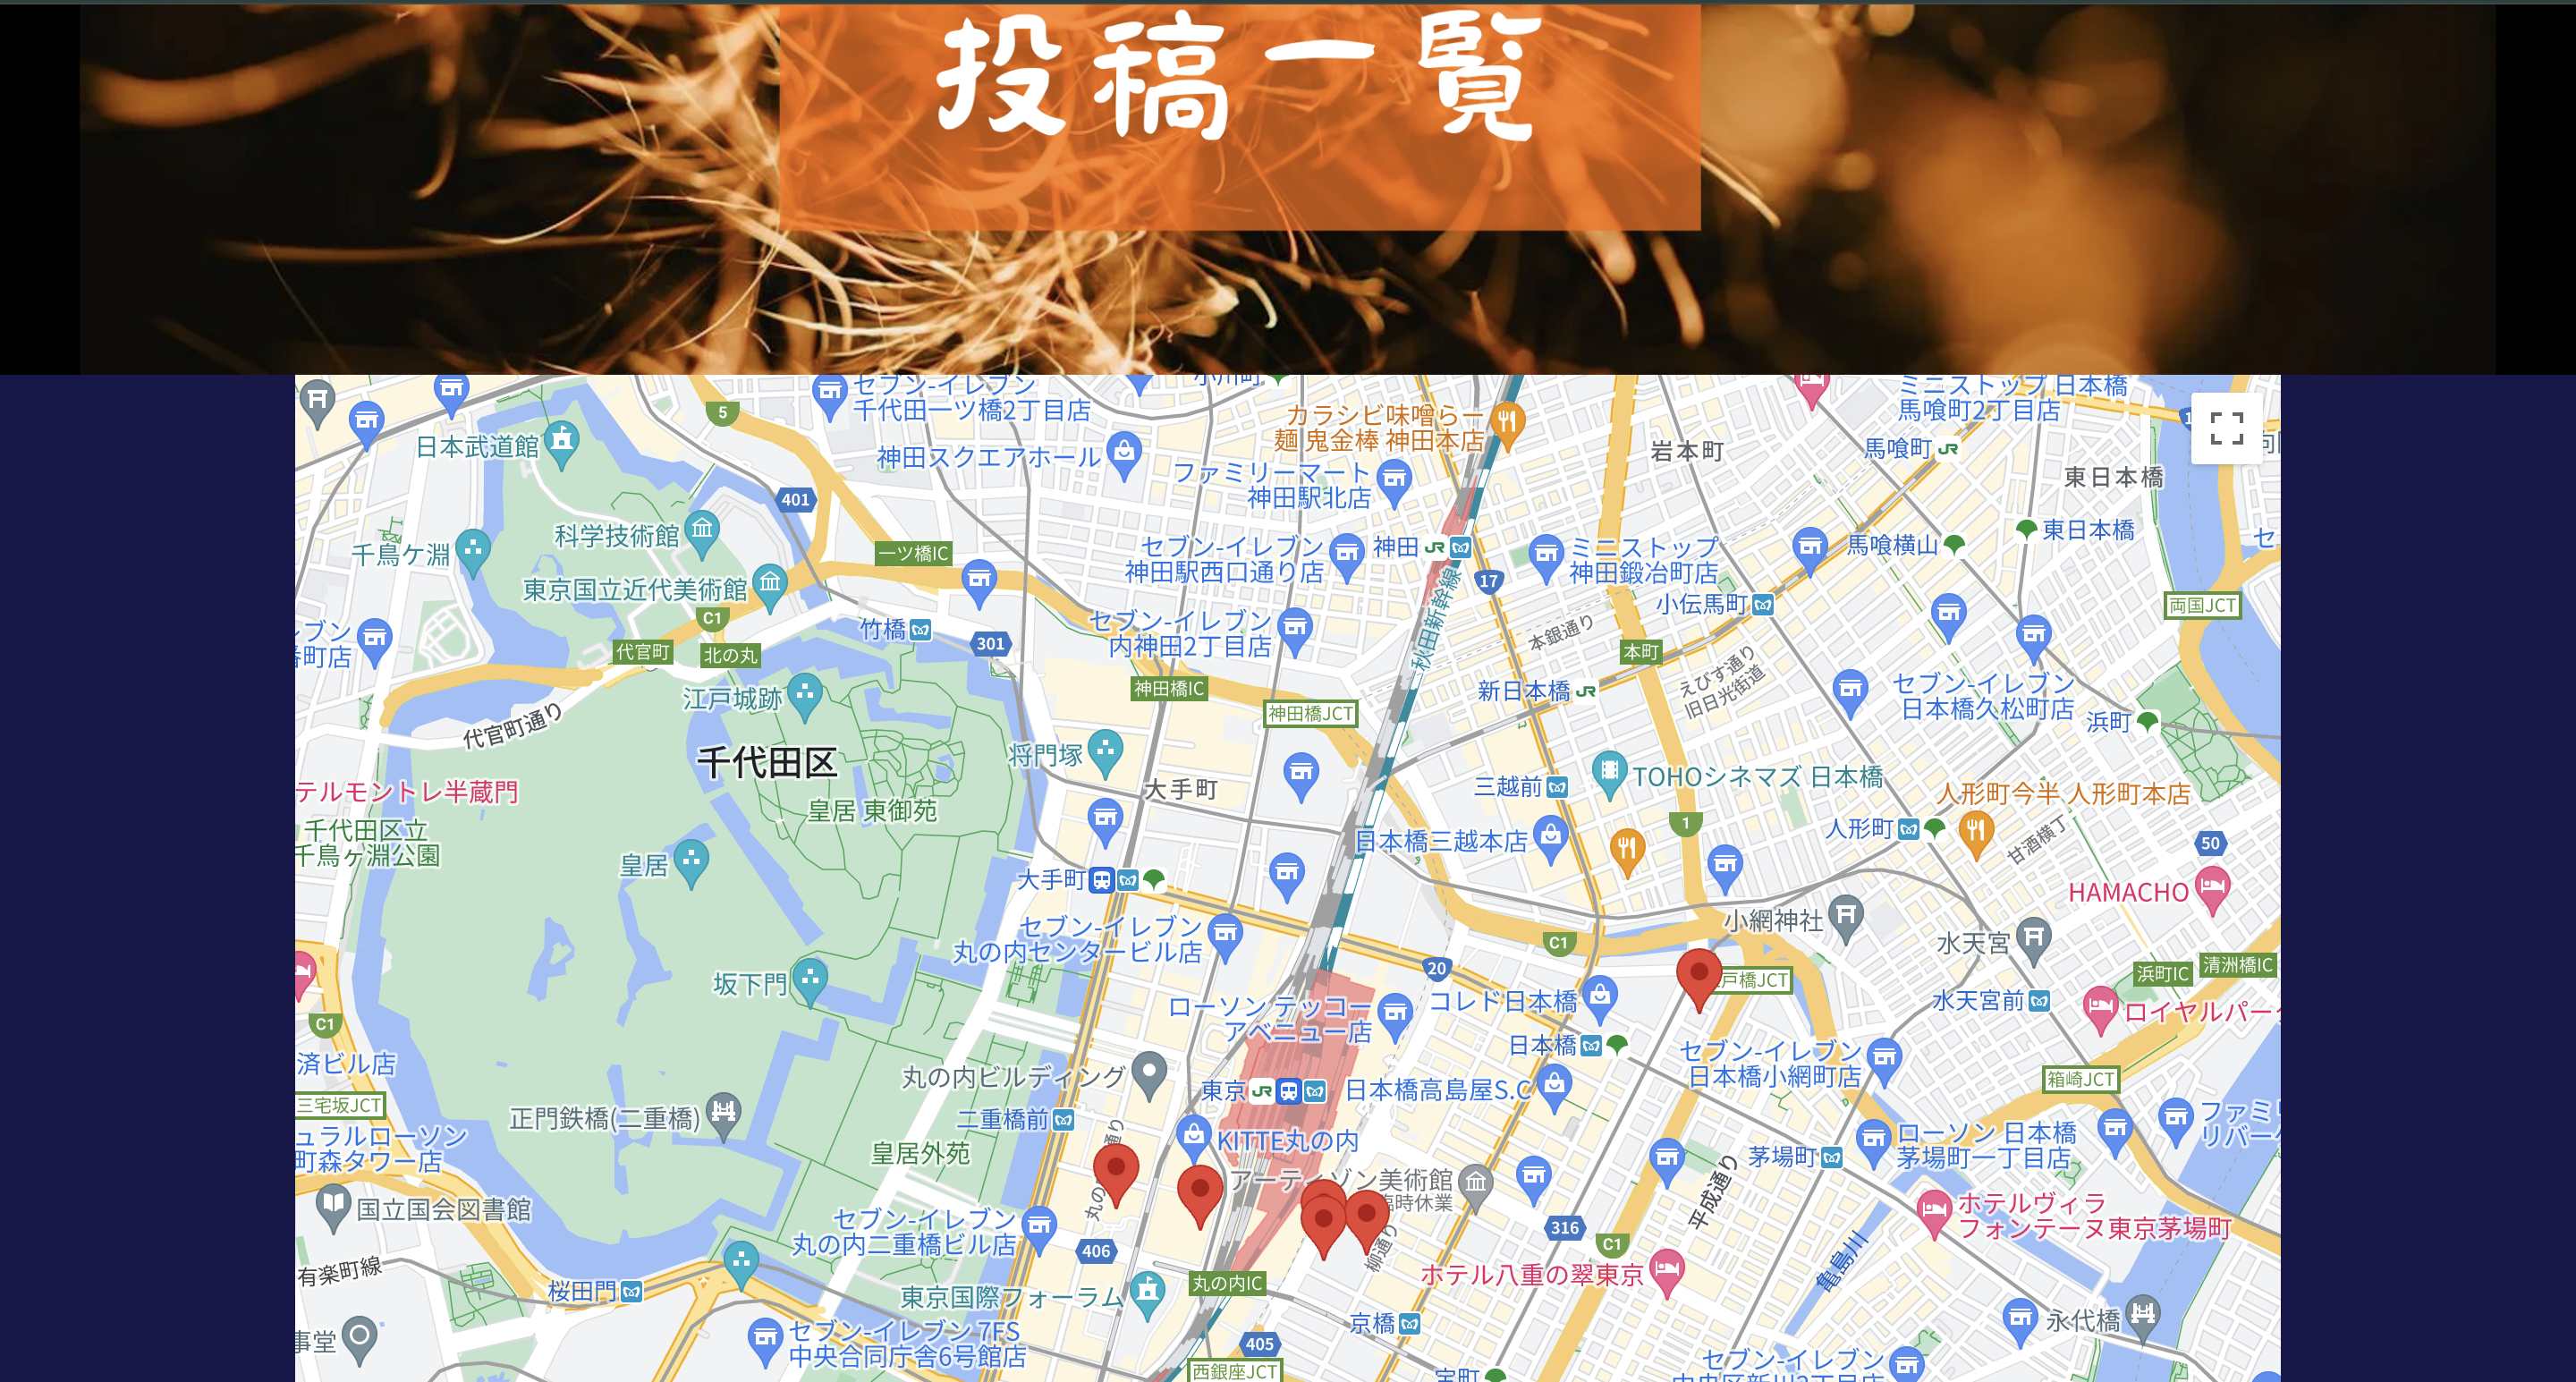 投稿一覧
セブン-イレブン
千代田一ツ橋2丁目店
小川町
カラシビ味噌らー
麺 鬼金棒 神田本店
ミニストップ 日本橋
馬喰町2丁目店
5
日本武道館
神田スクエアホール
ファミリーマート
神田駅北店
岩本町
馬喰町
JR
東日本橋
401
科学技術館
千鳥ケ淵
一ツ橋IC
セブン-イレブン
神田駅西口通り店
神田
JR
ミニストップ
神田鍛冶町店
馬喰横山
東日本橋
セ
17
東京国立近代美術館
秋田新幹線
小伝馬町
両国JCT
C1
竹橋
301
セブン-イレブン
内神田2丁目店
本銀通り
本町
代官町
北の丸
神田橋IC
神田橋JCT
新日本橋
JR
えびす通り
旧日光街道
セブン-イレブン
日本橋久松町店
浜町
江戸城跡
代官町通り
千代田区
将門塚
大手町
三越前
TOHOシネマズ 日本橋
テルモントレ半蔵門
皇居 東御苑
人形町今半 人形町本店
千代田区立
千鳥ヶ淵公園
日本橋三越本店
1
人形町
甘酒横丁
50
皇居
大手町
HAMACHO
セブン-イレブン
丸の内センタービル店
C1
小網神社
水天宮
浜町IC
清洲橋IC
坂下門
20
戸橋JCT
ローソン テッコー
アベニュー店
コレド日本橋
水天宮前
ロイヤルパー
C1
済ビル店
日本橋
セブン-イレブン
日本橋小網町店
箱崎JCT
丸の内ビルディング
東京
JR
日本橋高島屋S.C
三宅坂JCT
正門鉄橋(二重橋)
二重橋前
KITTE丸の内
ファミ
リバー
ュラルローソン
町森タワー店
皇居外苑
茅場町
ローソン 日本橋
茅場町一丁目店
アーティゾン美術館
臨時休業
平成通り
国立国会図書館
セブン-イレブン
丸の内二重橋ビル店
406
柳通り
316
C1
ホテルヴィラ
フォンテーヌ東京茅場町
有楽町線
桜田門
東京国際フォーラム
丸の内IC
ホテル八重の翠東京
亀島川
京橋
永代橋
事堂
セブン-イレブン 7FS
中央合同庁舎6号館店
405
西銀座JCT
宝町
セブン-イレブン